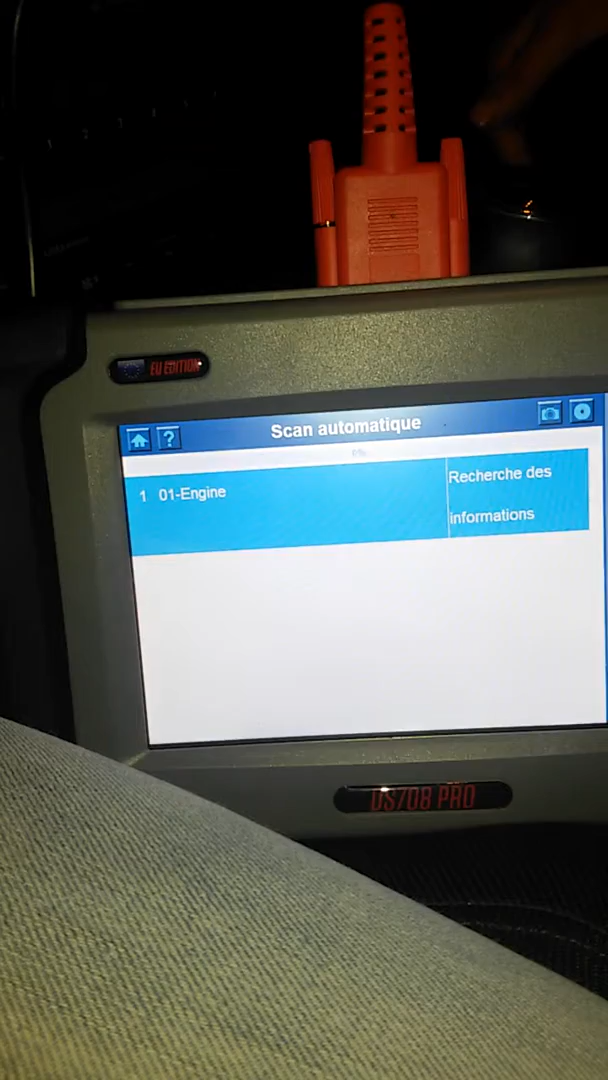 EU EDITION
Scan automatique
0%
1 01-Engine
Recherche des
informations
DS708 PRO